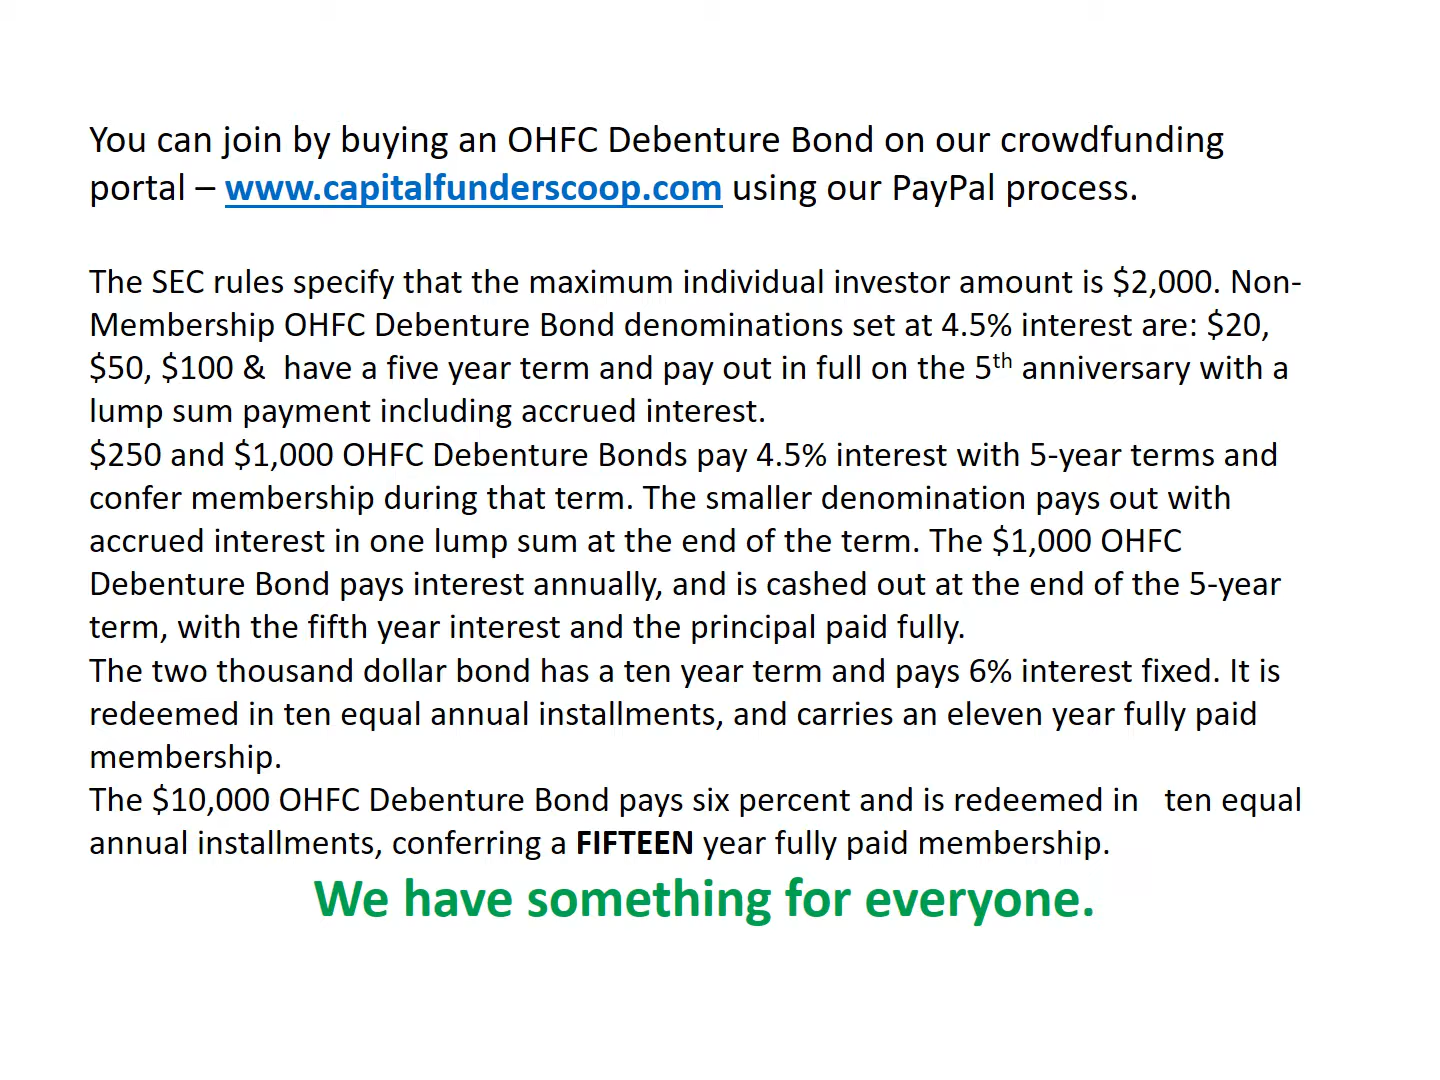 You can join by buying an OHFC Debenture Bond on our crowdfunding
portal – www.capitalfunderscoop.com using our PayPal process.
The SEC rules specify that the maximum individual investor amount is $2,000. Non-
Membership OHFC Debenture Bond denominations set at 4.5% interest are: $20,
$50, $100 &  have a five year term and pay out in full on the 5th anniversary with a
lump sum payment including accrued interest.
$250 and $1,000 OHFC Debenture Bonds pay 4.5% interest with 5-year terms and
confer membership during that term. The smaller denomination pays out with
accrued interest in one lump sum at the end of the term. The $1,000 OHFC
Debenture Bond pays interest annually, and is cashed out at the end of the 5-year
term, with the fifth year interest and the principal paid fully.
The two thousand dollar bond has a ten year term and pays 6% interest fixed. It is
redeemed in ten equal annual installments, and carries an eleven year fully paid
membership.
The $10,000 OHFC Debenture Bond pays six percent and is redeemed in   ten equal
annual installments, conferring a FIFTEEN year fully paid membership.
We have something for everyone.